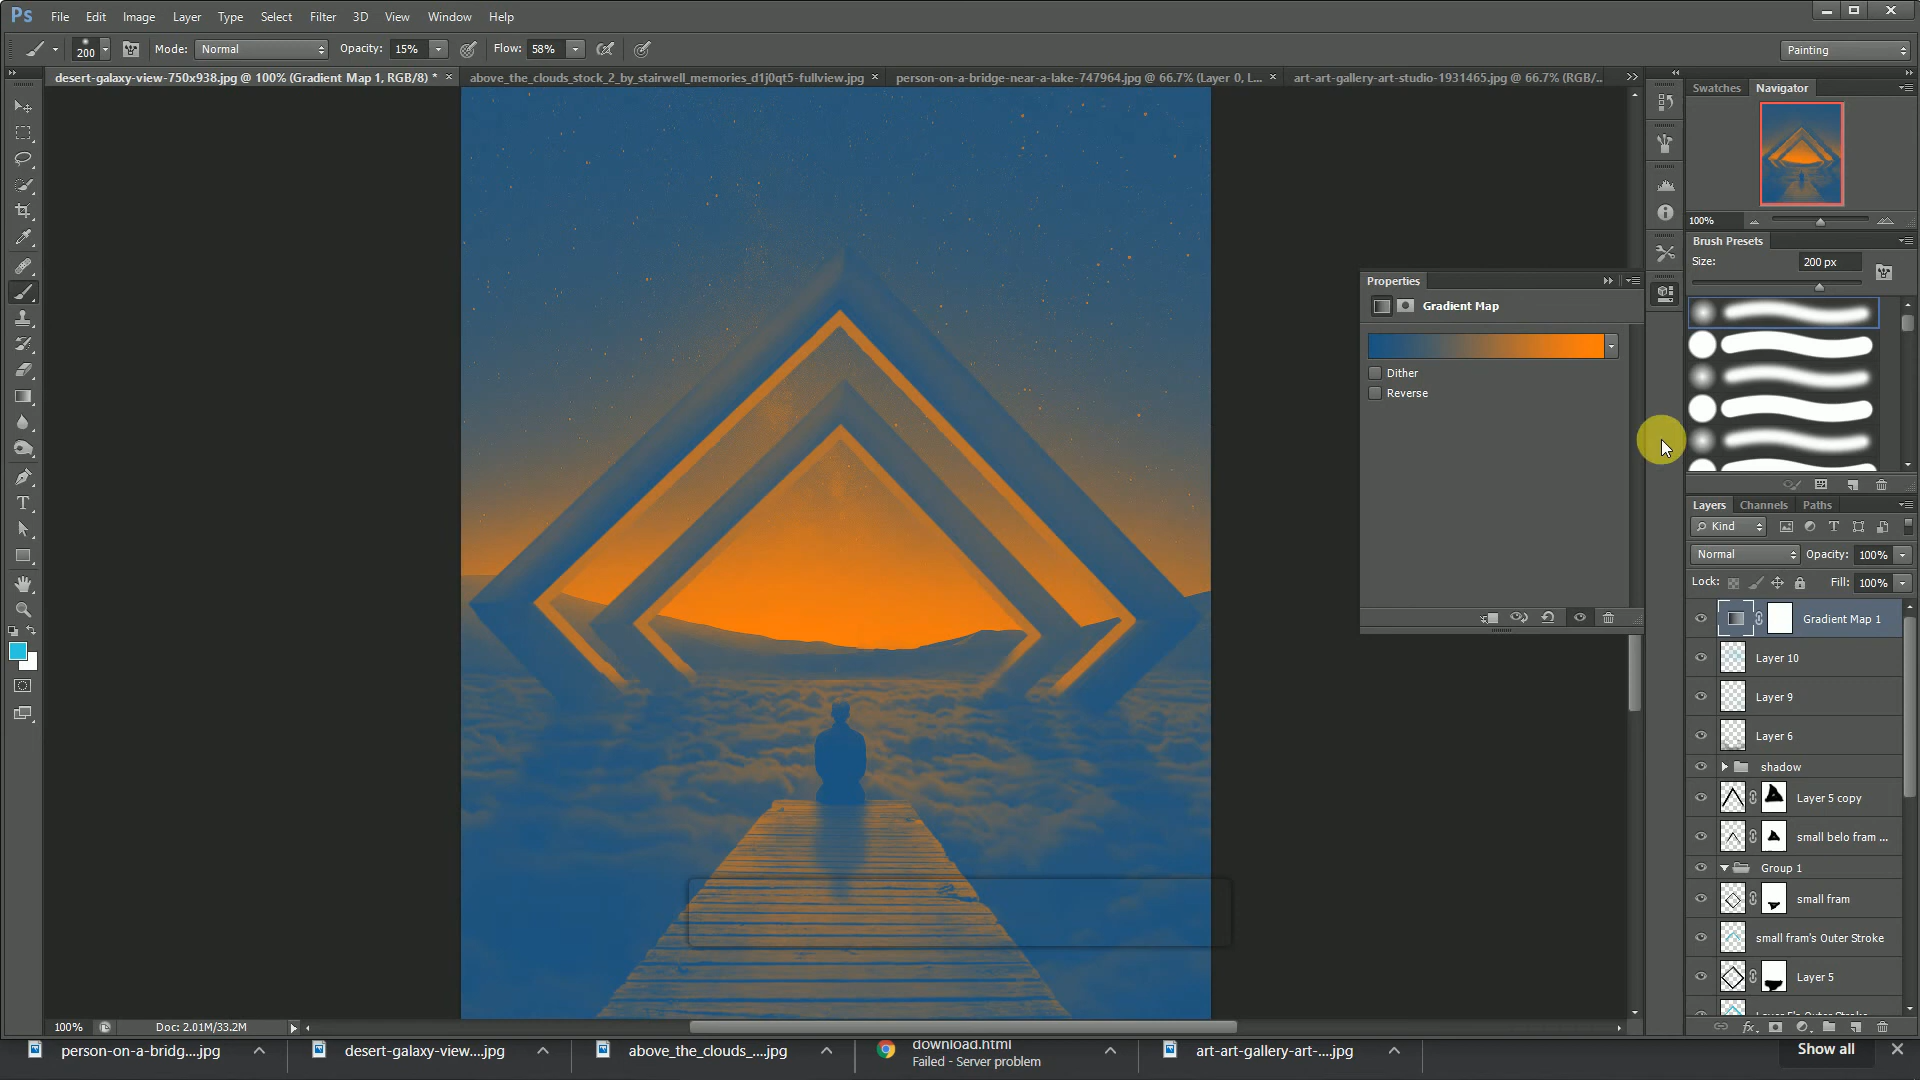 Ps File Edit Image Layer Type Select Filter 3D View Window Help
200 Mode: Normal Opacity: 15% Flow: 58% Painting
desert-galaxy-view-750x938.jpg @ 100% (Gradient Map 1, RGB/8) * × above_the_clouds_stock_2_by_stairwell_memories_d1j0qt5-fullview.jpg × person-on-a-bridge-near-a-lake-747964.jpg @ 66.7% (Layer 0, L... × art-art-gallery-art-studio-1931465.jpg @ 66.7% (RGB/...
Swatches Navigator
100%
Brush Presets
Size: 200 px
Properties
Gradient Map
Dither
Reverse
Layers Channels Paths
Kind
Normal Opacity: 100%
Lock: Fill: 100%
Gradient Map 1
Layer 10
Layer 9
Layer 6
shadow
Layer 5 copy
small belo fram ...
Group 1
small fram
small fram's Outer Stroke
Layer 5
Layer 5's Outer Stroke
100% Doc: 2.01M/33.2M
person-on-a-bridg....jpg desert-galaxy-view....jpg above_the_clouds_....jpg download.html art-art-gallery-art-....jpg Show all
Failed - Server problem